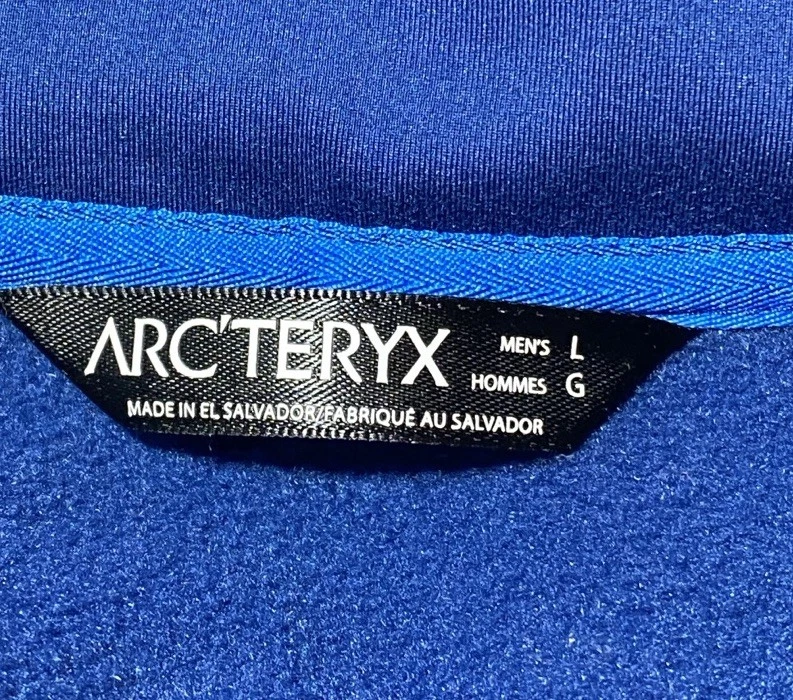 ARC'TERYX MEN'S L
HOMMES G
MADE IN EL SALVADOR/FABRIQUÉ AU SALVADOR